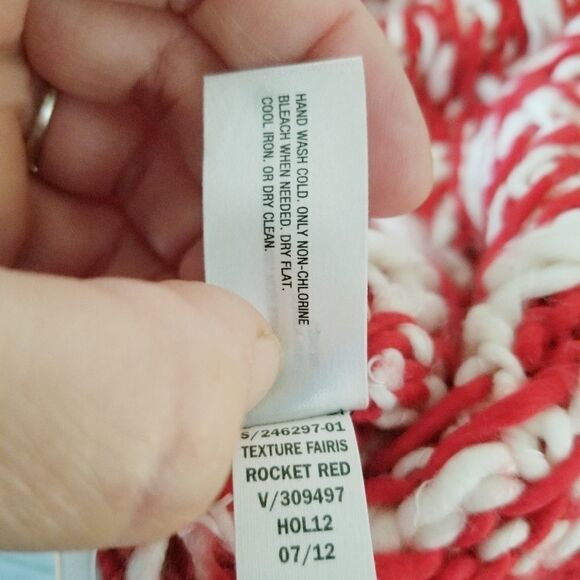 HAND WASH COLD. ONLY NON-CHLORINE
BLEACH WHEN NEEDED. DRY FLAT.
COOL IRON. OR DRY CLEAN.
S/246297-01
TEXTURE FAIRIS
ROCKET RED
V/309497
HOL12
07/12